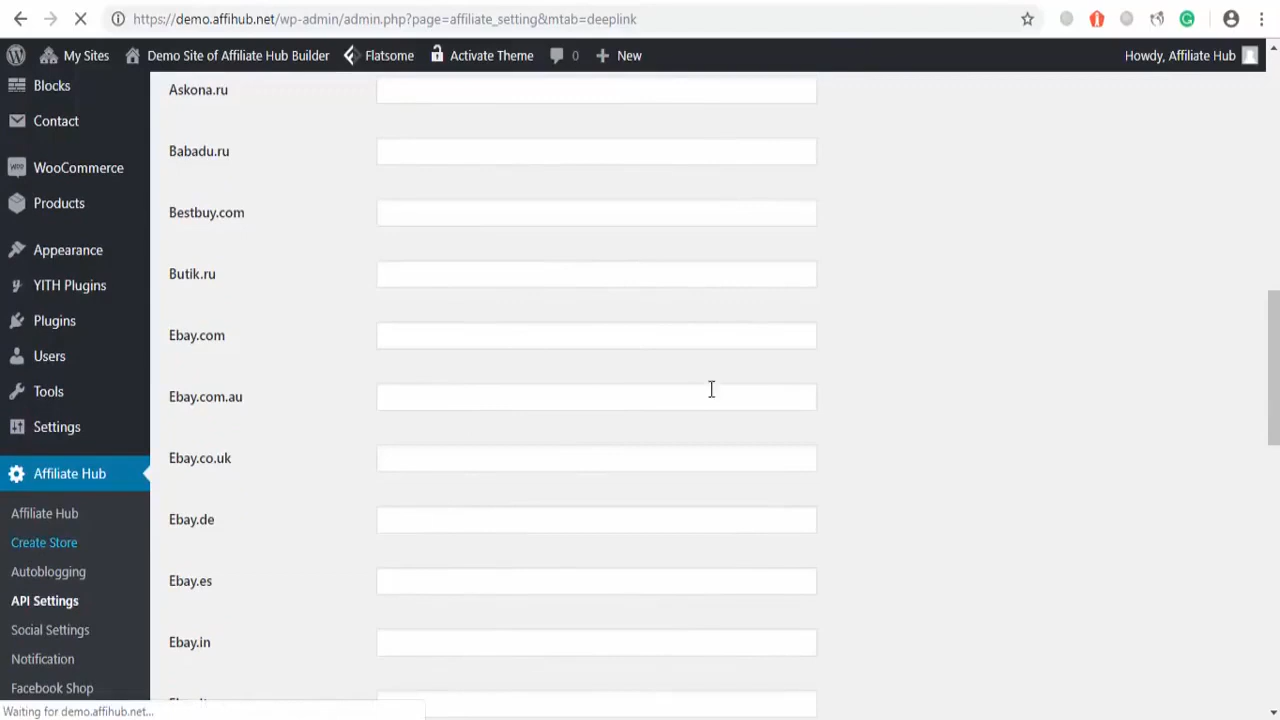 https://demo.affihub.net/wp-admin/admin.php?page=affiliate_setting&mtab=deeplink
My Sites Demo Site of Affiliate Hub Builder Flatsome Activate Theme 0 New Howdy, Affiliate Hub
Blocks
Contact
WooCommerce
Products
Appearance
YITH Plugins
Plugins
Users
Tools
Settings
Affiliate Hub
Affiliate Hub
Create Store
Autoblogging
API Settings
Social Settings
Notification
Facebook Shop
Askona.ru
Babadu.ru
Bestbuy.com
Butik.ru
Ebay.com
Ebay.com.au
Ebay.co.uk
Ebay.de
Ebay.es
Ebay.in
Waiting for demo.affihub.net...